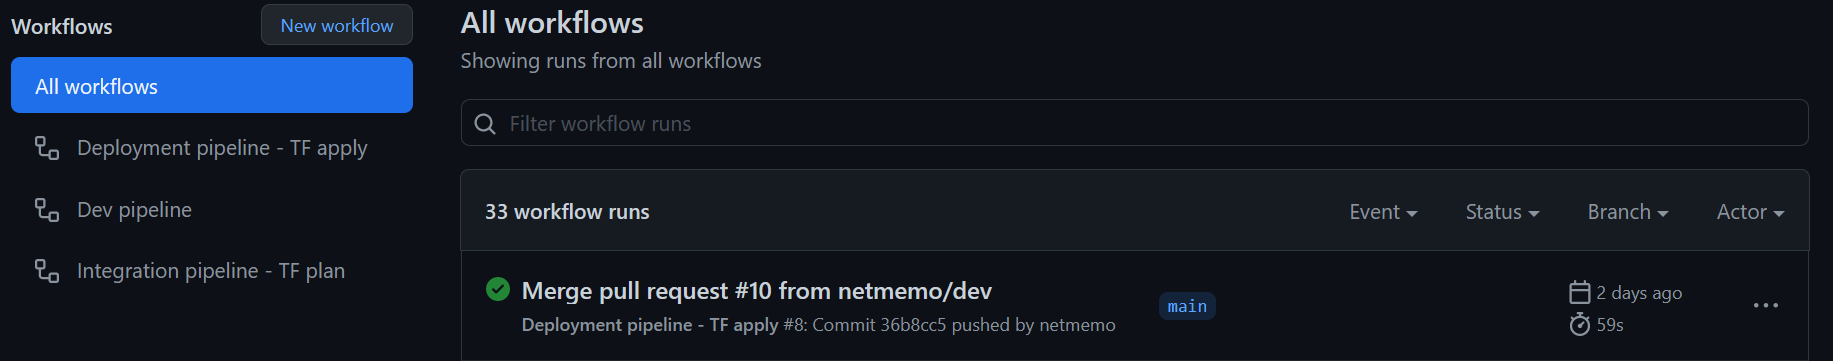 Workflows
New workflow
All workflows
Deployment pipeline - TF apply
Dev pipeline
Integration pipeline - TF plan
All workflows
Showing runs from all workflows
Filter workflow runs
33 workflow runs
Event
Status
Branch
Actor
Merge pull request #10 from netmemo/dev
Deployment pipeline - TF apply #8: Commit 36b8cc5 pushed by netmemo
main
2 days ago
59s